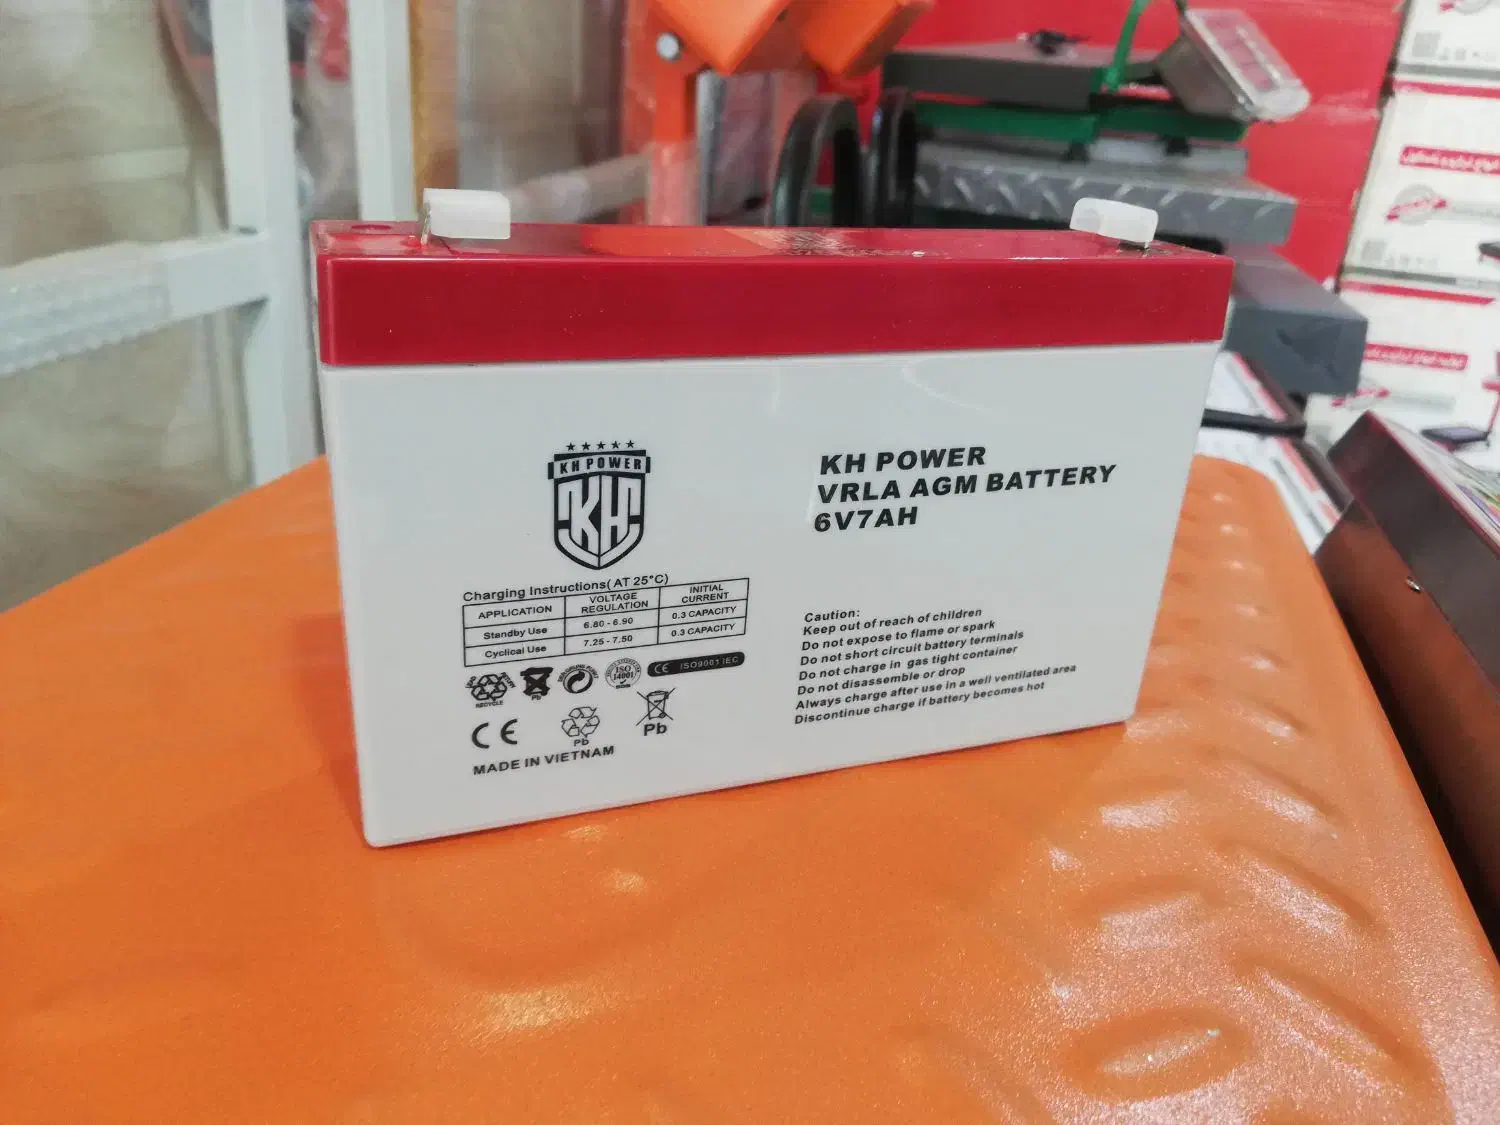 KH POWER
KH
KH POWER
VRLA AGM BATTERY
6V7AH
Charging Instructions( AT 25°C)
APPLICATION VOLTAGE REGULATION INITIAL CURRENT
Standby Use 6.80 - 6.90 0.3 CAPACITY
Cyclical Use 7.25 - 7.50 0.3 CAPACITY
RECYCLE
Pb
ISO
14001
CE ISO9001 IEC
CE
Pb
Pb
MADE IN VIETNAM
Caution:
Keep out of reach of children
Do not expose to flame or spark
Do not short circuit battery terminals
Do not charge in gas tight container
Do not disassemble or drop
Always charge after use in a well ventilated area
Discontinue charge if battery becomes hot